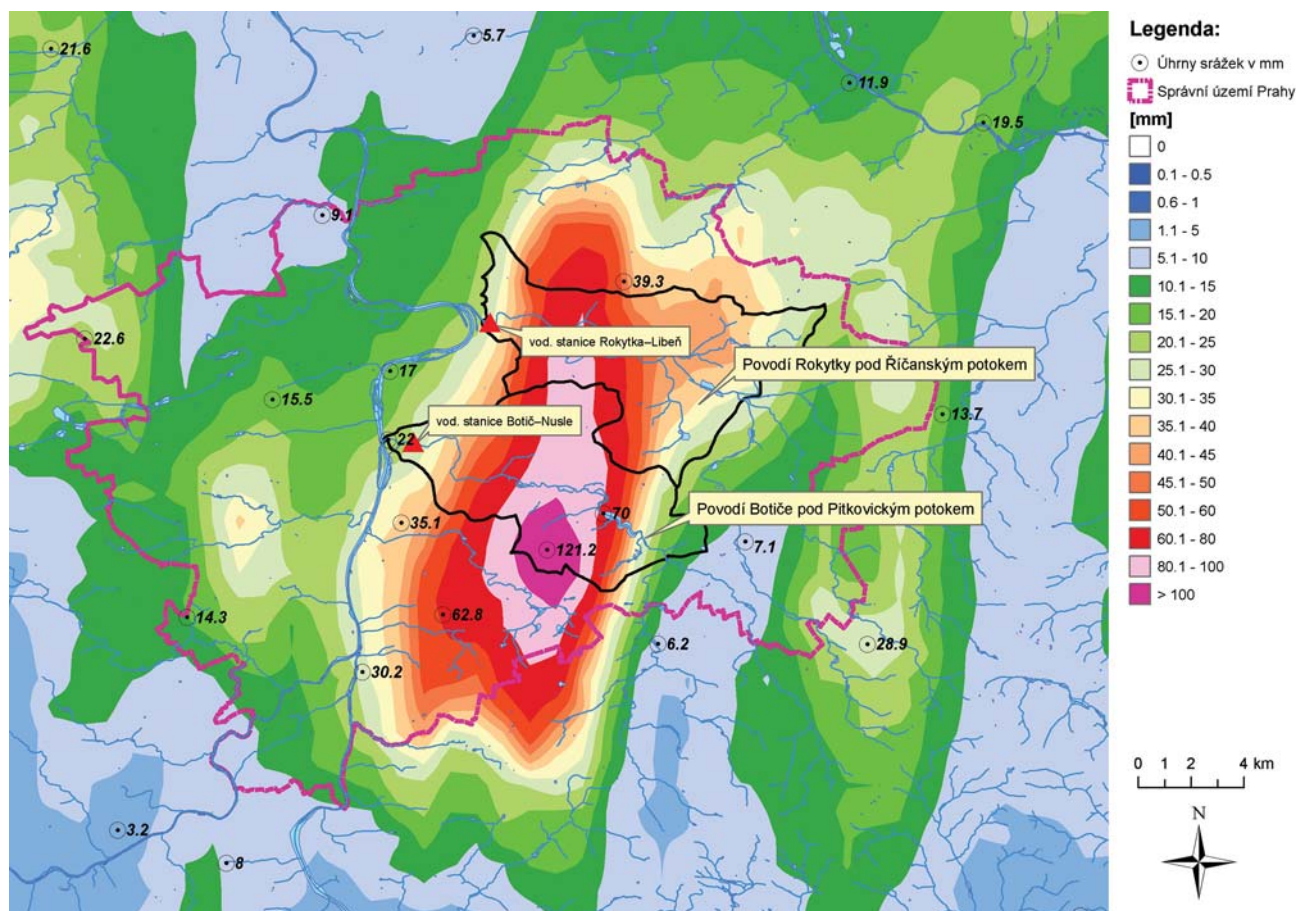 21.6
5.7
11.9
19.5
9.1
39.3
22.6
vod. stanice Rokytka–Libeň
Povodí Rokytky pod Říčanským potokem
17
15.5
13.7
vod. stanice Botič–Nusle
22
Povodí Botiče pod Pitkovickým potokem
70
35.1
7.1
121.2
62.8
14.3
6.2
28.9
30.2
3.2
8
Legenda:
Úhrny srážek v mm
Správní území Prahy
[mm]
0
0.1 - 0.5
0.6 - 1
1.1 - 5
5.1 - 10
10.1 - 15
15.1 - 20
20.1 - 25
25.1 - 30
30.1 - 35
35.1 - 40
40.1 - 45
45.1 - 50
50.1 - 60
60.1 - 80
80.1 - 100
> 100
0 2 4 km
N